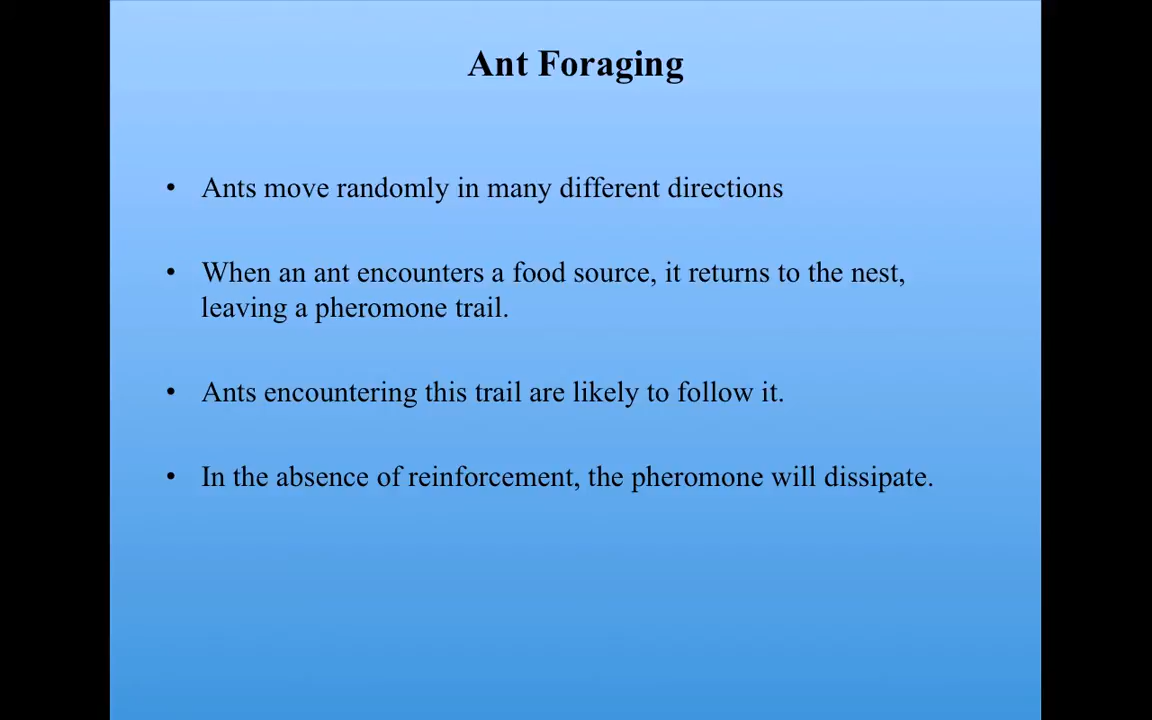 Ant Foraging
• Ants move randomly in many different directions
• When an ant encounters a food source, it returns to the nest,
leaving a pheromone trail.
• Ants encountering this trail are likely to follow it.
• In the absence of reinforcement, the pheromone will dissipate.